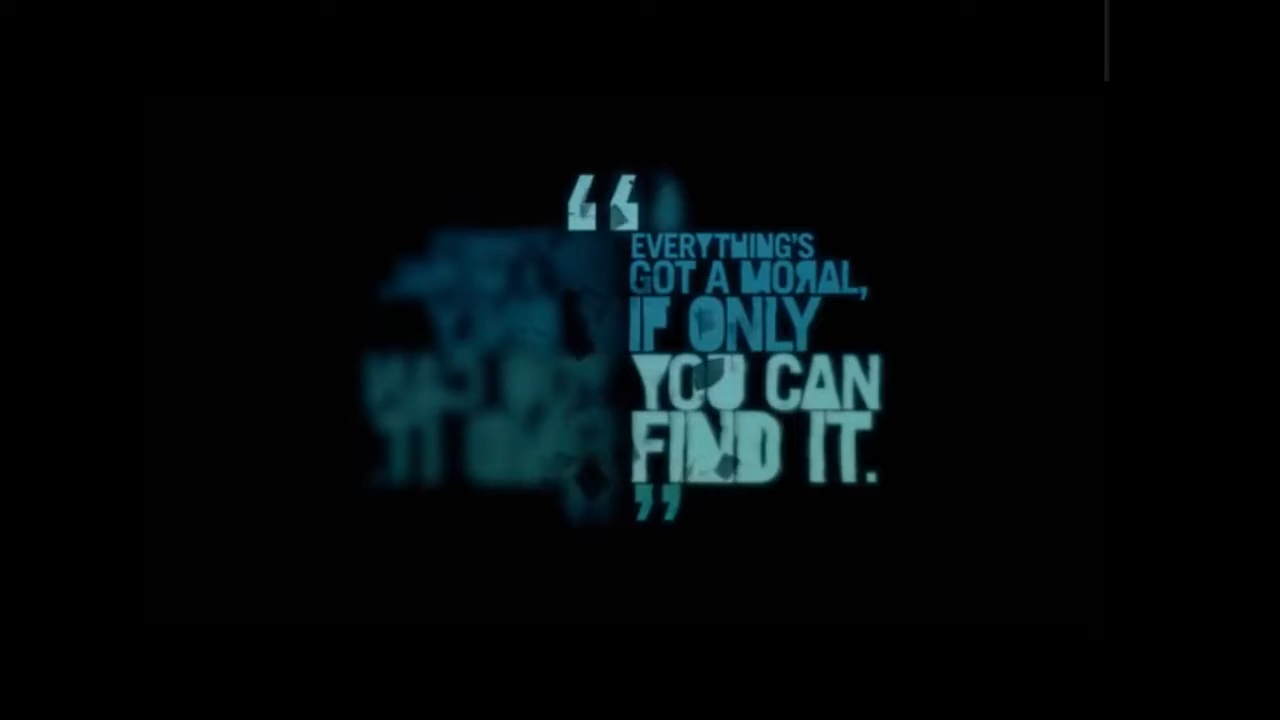 “
EVERYTHING'S
GOT A MORAL,
IF ONLY
YOU CAN
FIND IT.
”